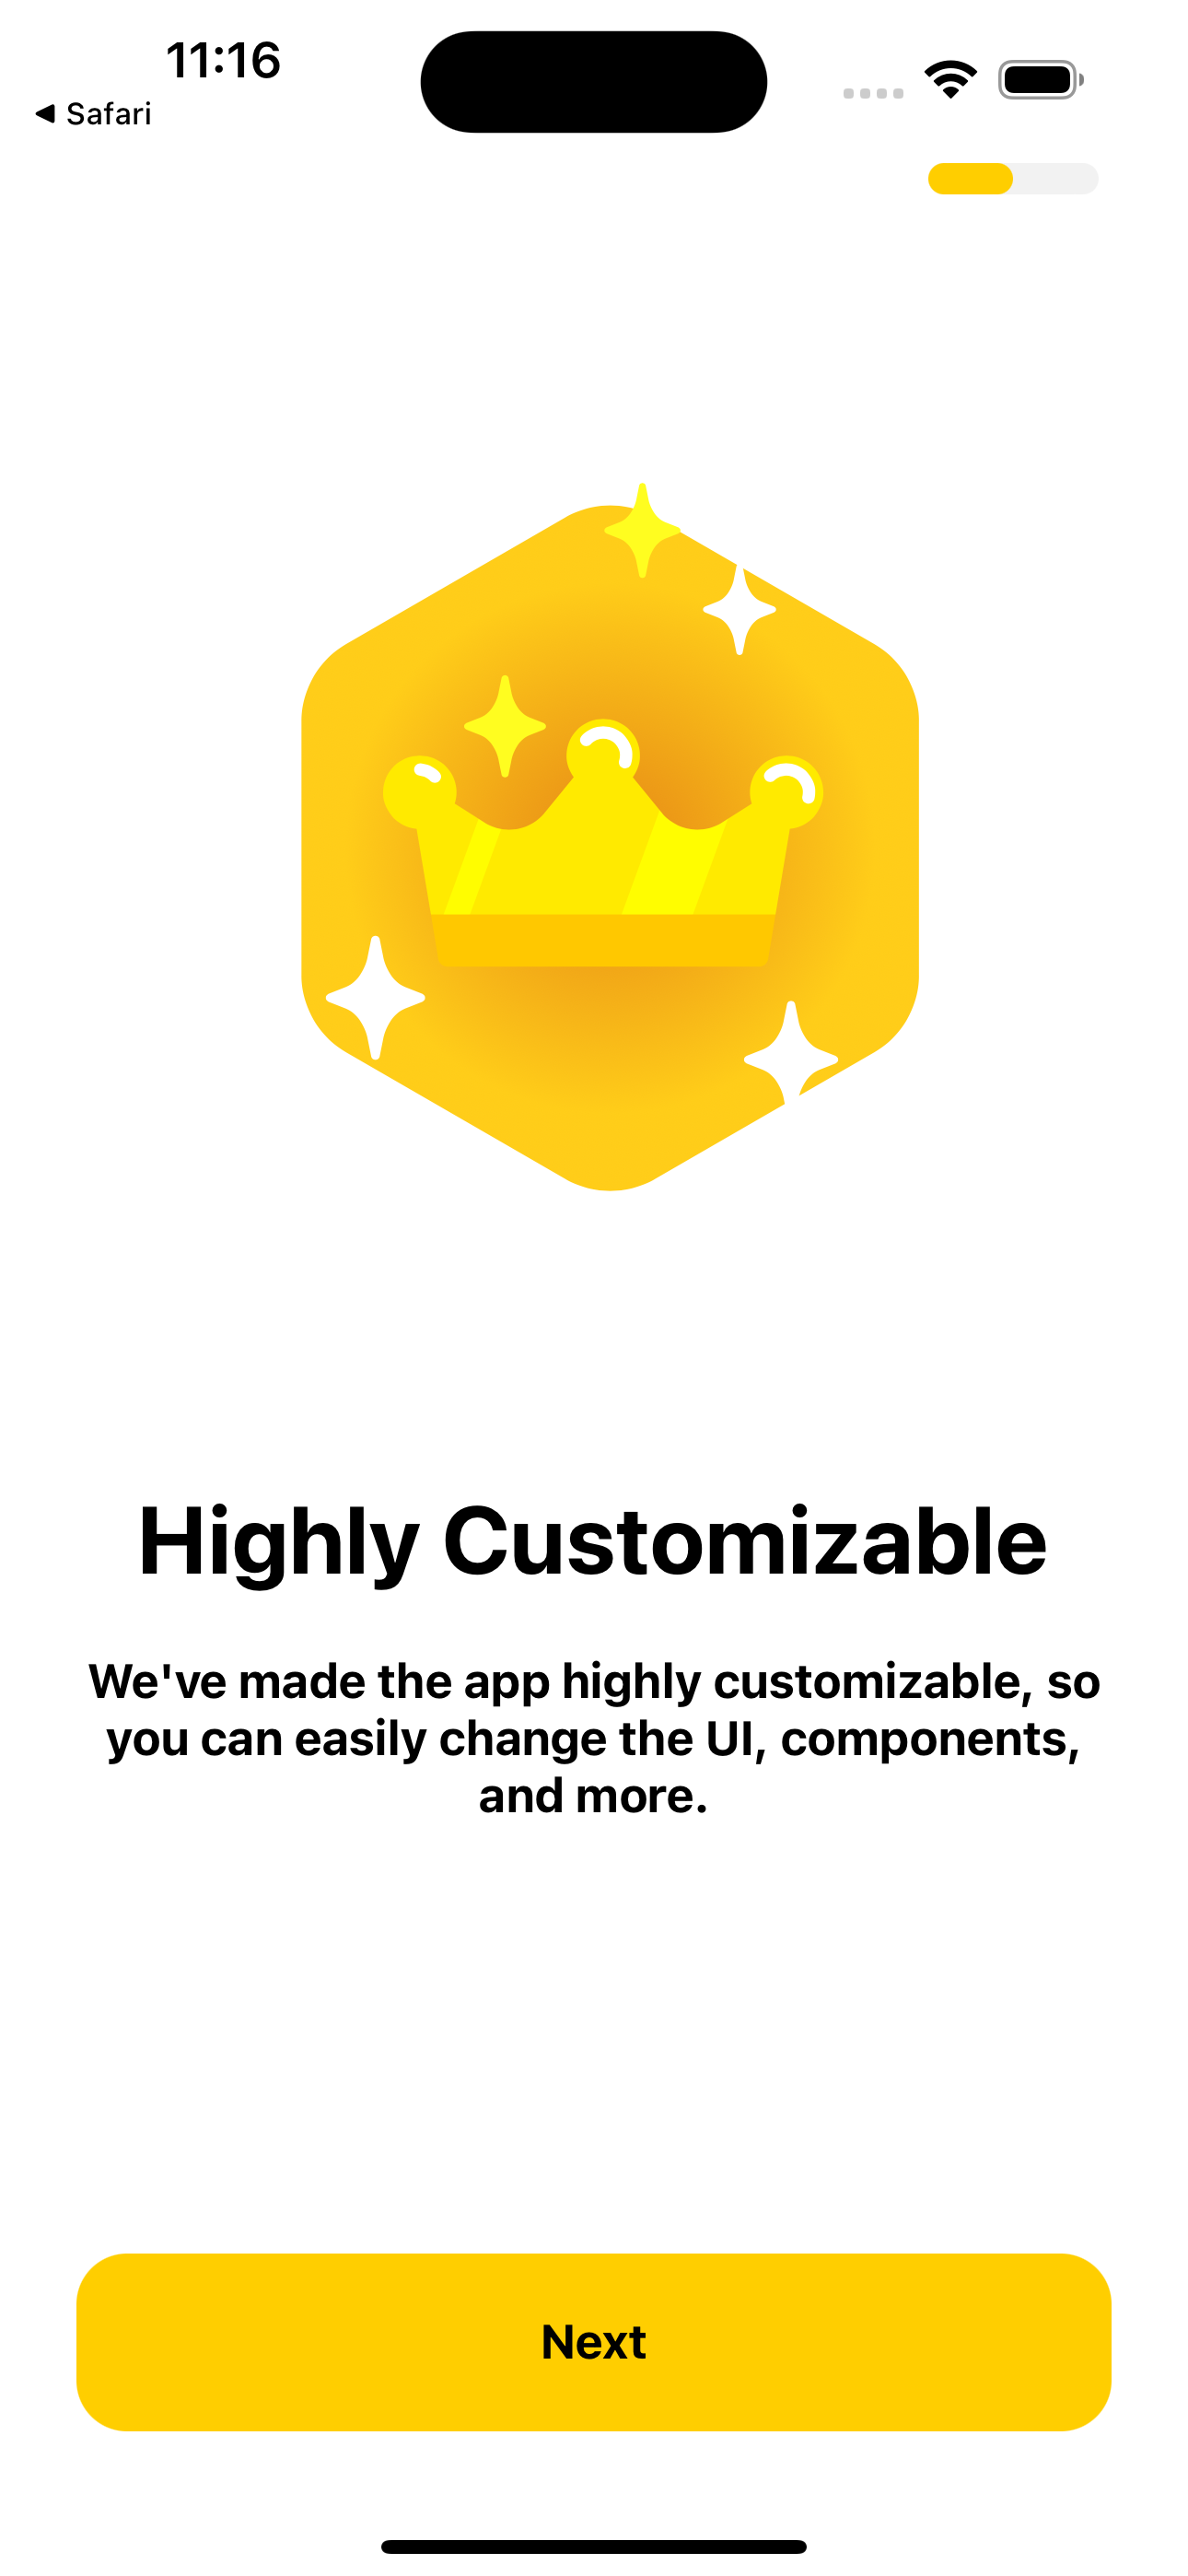 11:16
Safari
Highly Customizable
We've made the app highly customizable, so
you can easily change the UI, components,
and more.
Next